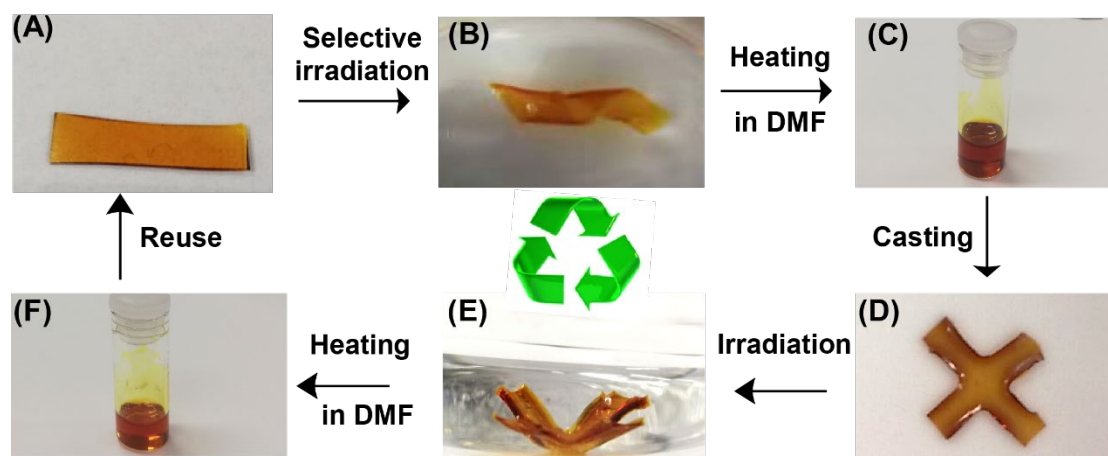 (A)
Selective
irradiation
(B)
Heating
in DMF
(C)
Casting
(D)
Irradiation
(E)
Heating
in DMF
(F)
Reuse